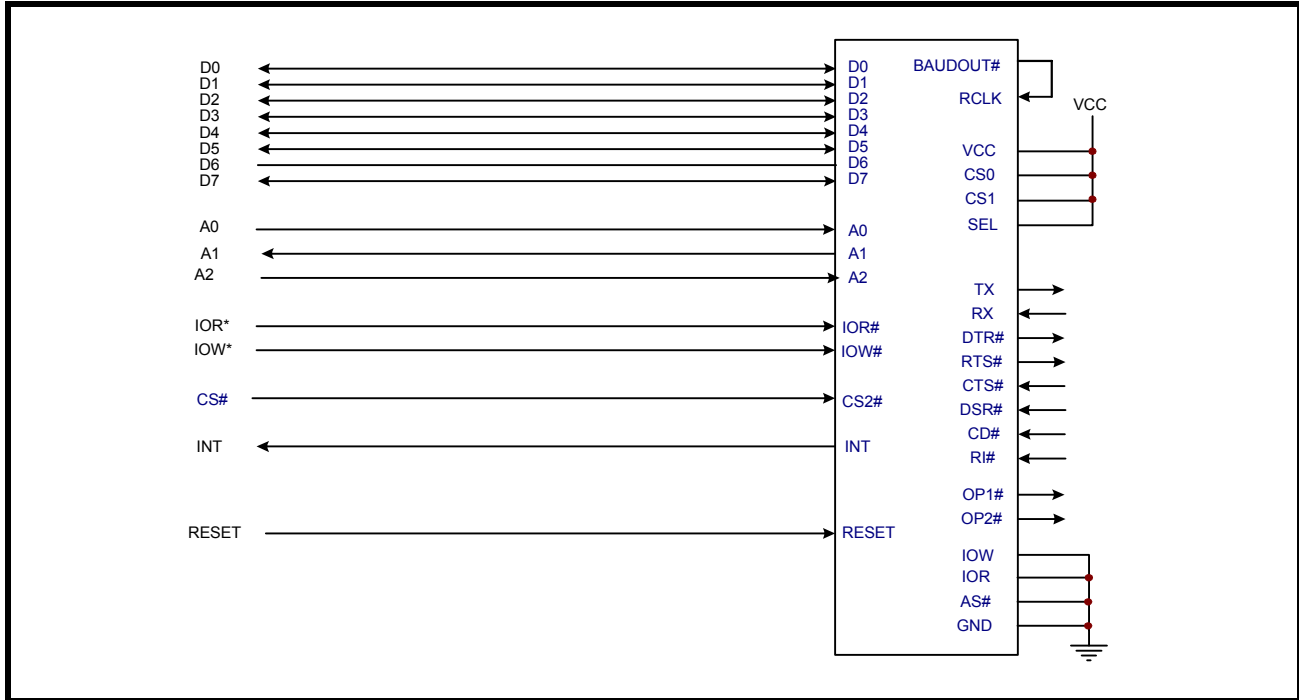 D0
D1
D2
D3
D4
D5
D6
D7
A0
A1
A2
IOR*
IOW*
CS#
INT
RESET
D0
D1
D2
D3
D4
D5
D6
D7
A0
A1
A2
IOR#
IOW#
CS2#
INT
RESET
BAUDOUT#
RCLK
VCC
CS0
CS1
SEL
TX
RX
DTR#
RTS#
CTS#
DSR#
CD#
RI#
OP1#
OP2#
IOW
IOR
AS#
GND
VCC